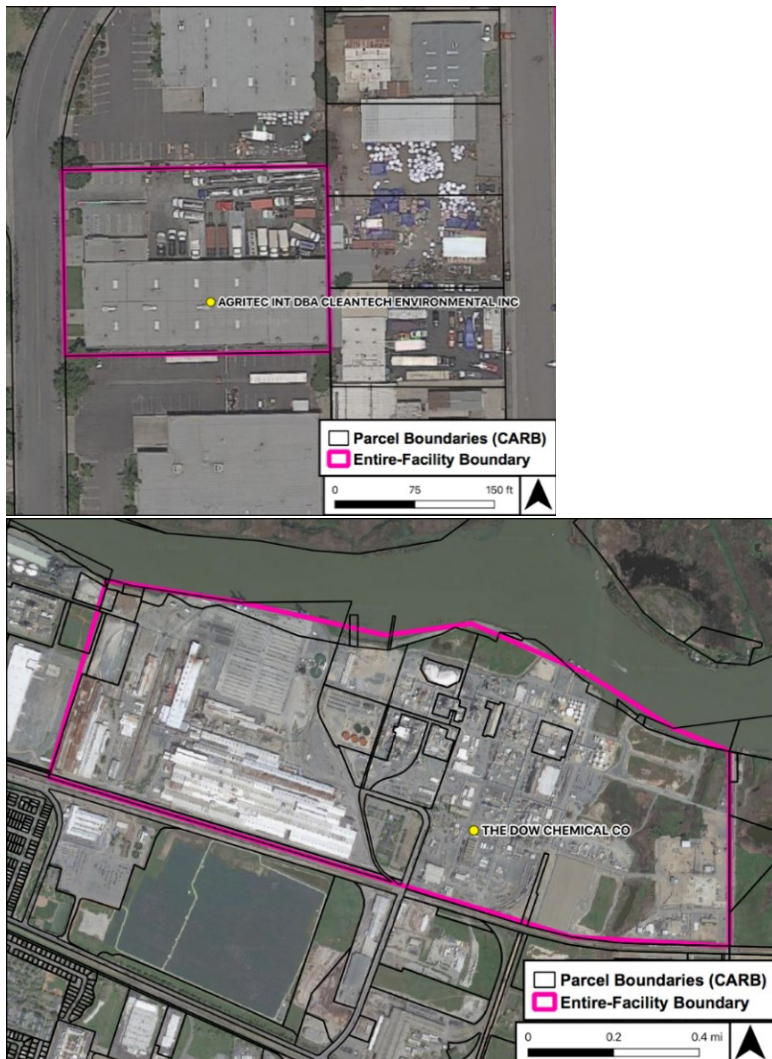 AGRITEC INT DBA CLEANTECH ENVIRONMENTAL INC
Parcel Boundaries (CARB)
Entire-Facility Boundary
0 75 150 ft
THE DOW CHEMICAL CO
Parcel Boundaries (CARB)
Entire-Facility Boundary
0 0.2 0.4 mi